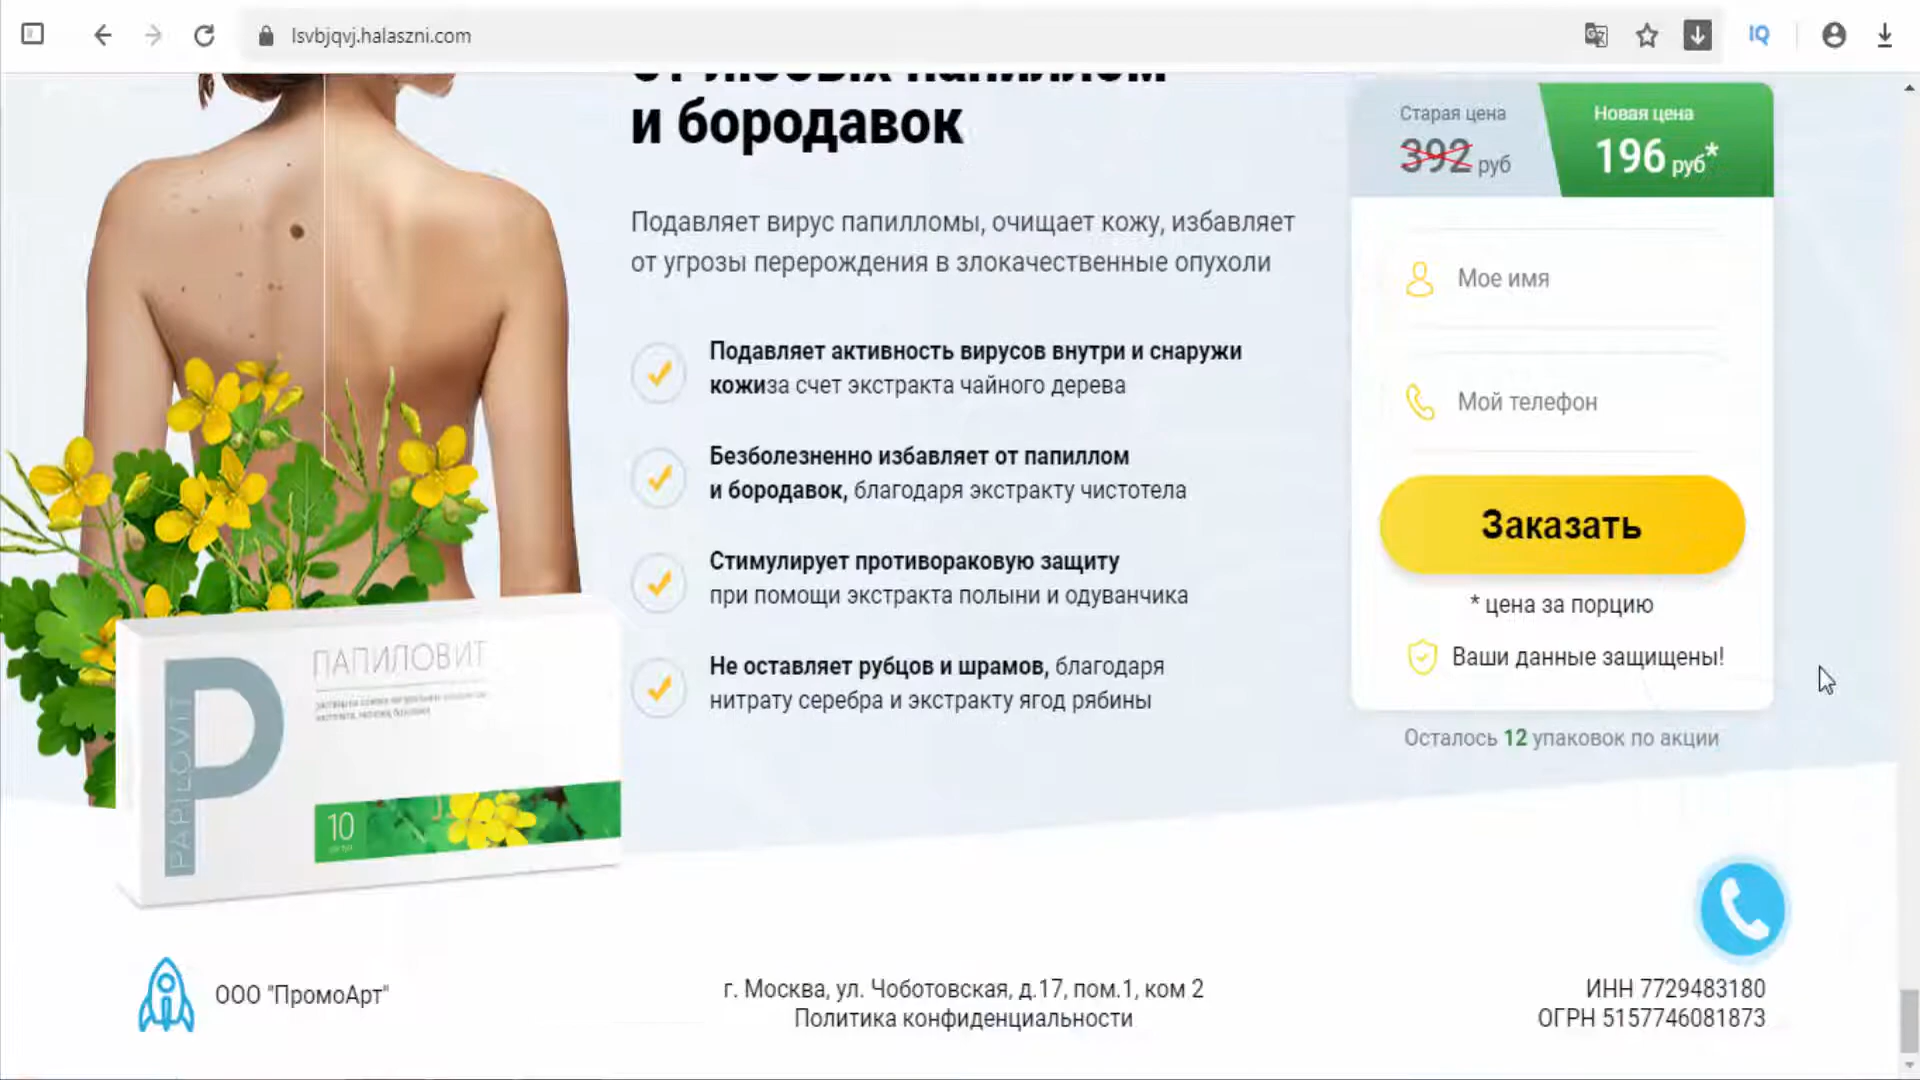 lsvbjqvj.halaszni.com
от любых папиллом
и бородавок
Подавляет вирус папилломы, очищает кожу, избавляет
от угрозы перерождения в злокачественные опухоли
Подавляет активность вирусов внутри и снаружи
кожиза счет экстракта чайного дерева
Безболезненно избавляет от папиллом
и бородавок, благодаря экстракту чистотела
Стимулирует противораковую защиту
при помощи экстракта полыни и одуванчика
Не оставляет рубцов и шрамов, благодаря
нитрату серебра и экстракту ягод рябины
Старая цена
392 руб
Новая цена
196 руб*
Мое имя
Мой телефон
Заказать
* цена за порцию
Ваши данные защищены!
Осталось 12 упаковок по акции
ПАПИЛОВИТ
PAPILOVIT
P
10
ООО "ПромоАрт"
г. Москва, ул. Чоботовская, д.17, пом.1, ком 2
Политика конфиденциальности
ИНН 7729483180
ОГРН 5157746081873
IQ